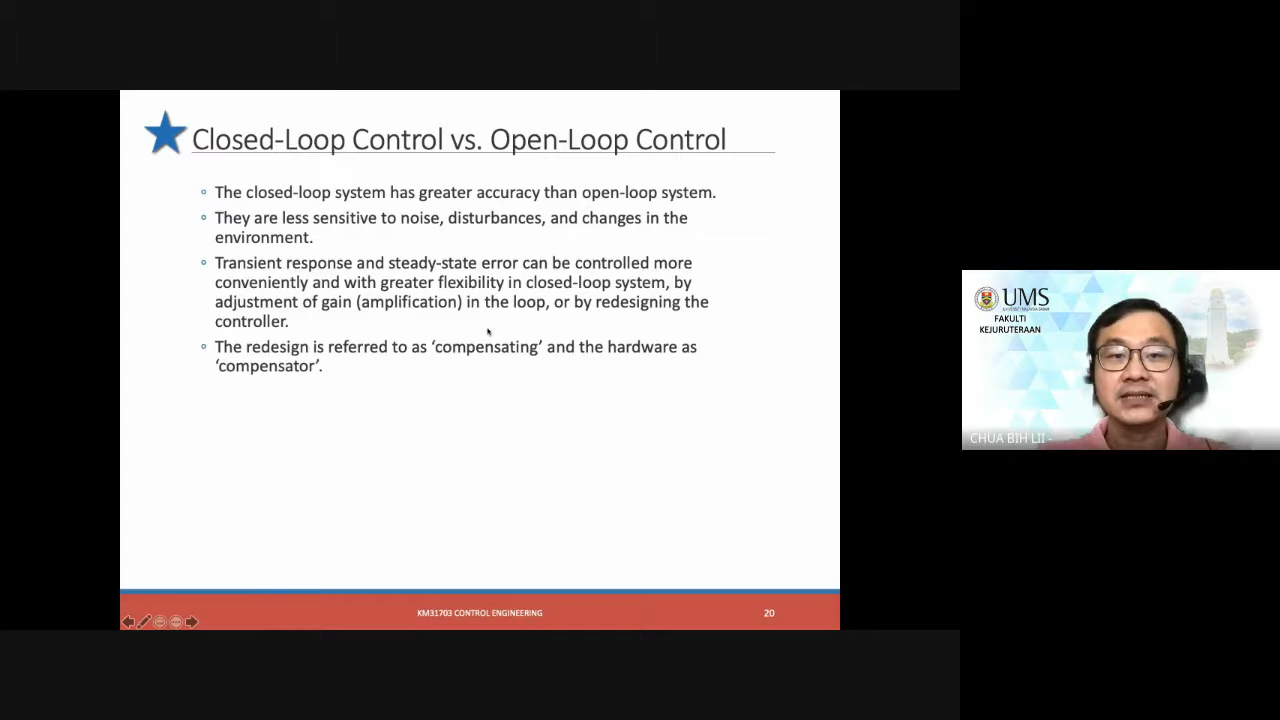 Closed-Loop Control vs. Open-Loop Control
The closed-loop system has greater accuracy than open-loop system.
They are less sensitive to noise, disturbances, and changes in the
environment.
Transient response and steady-state error can be controlled more
conveniently and with greater flexibility in closed-loop system, by
adjustment of gain (amplification) in the loop, or by redesigning the
controller.
The redesign is referred to as ‘compensating’ and the hardware as
‘compensator’.
KM31703 CONTROL ENGINEERING
20
UMS
UNIVERSITI MALAYSIA SABAH
FAKULTI
KEJURUTERAAN
CHUA BIH LII -